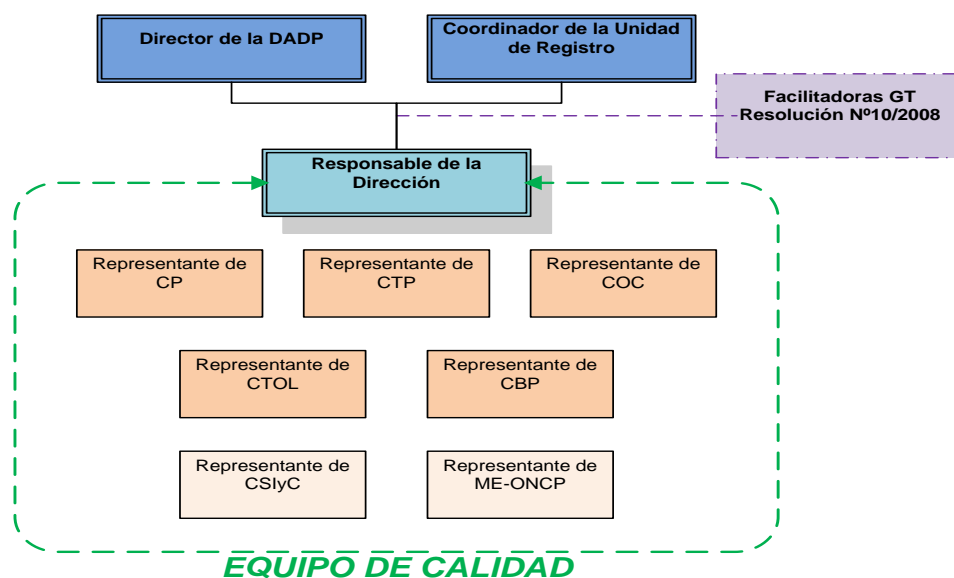 Director de la DADP
Coordinador de la Unidad
de Registro
Facilitadoras GT
Resolución Nº10/2008
Responsable de la
Dirección
Representante de
CP
Representante de
CTP
Representante de
COC
Representante de
CTOL
Representante de
CBP
Representante de
CSIyC
Representante de
ME-ONCP
EQUIPO DE CALIDAD